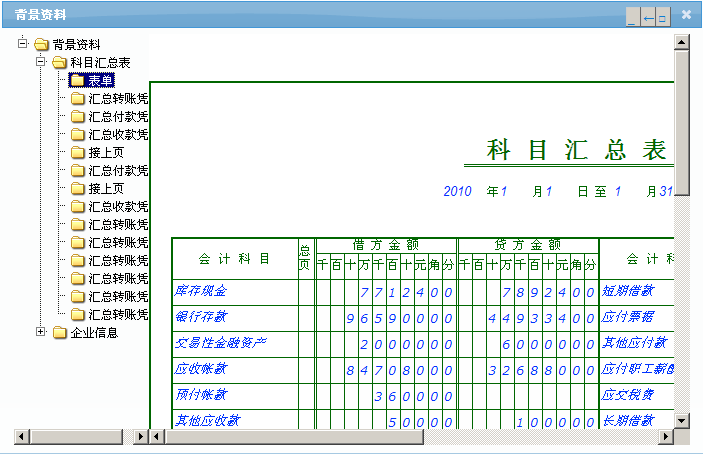 背景资料
背景资料
科目汇总表
表单
汇总转账凭
汇总付款凭
汇总收款凭
接上页
汇总付款凭
接上页
汇总收款凭
汇总转账凭
汇总转账凭
汇总转账凭
汇总转账凭
汇总转账凭
汇总转账凭
企业信息
科目汇总表
2010 年1 月1 日至 1 月31
会计科目 总页 借方金额 贷方金额 会计
千百十万千百十元角分 千百十万千百十元角分
库存现金 7712400 7892400 短期借款
银行存款 96590000 44933400 应付票据
交易性金融资产 2000000 6000000 其他应付款
应收帐款 84708000 32688000 应付职工薪
预付帐款 360000 应交税费
其他应收款 50000 100000 长期借款